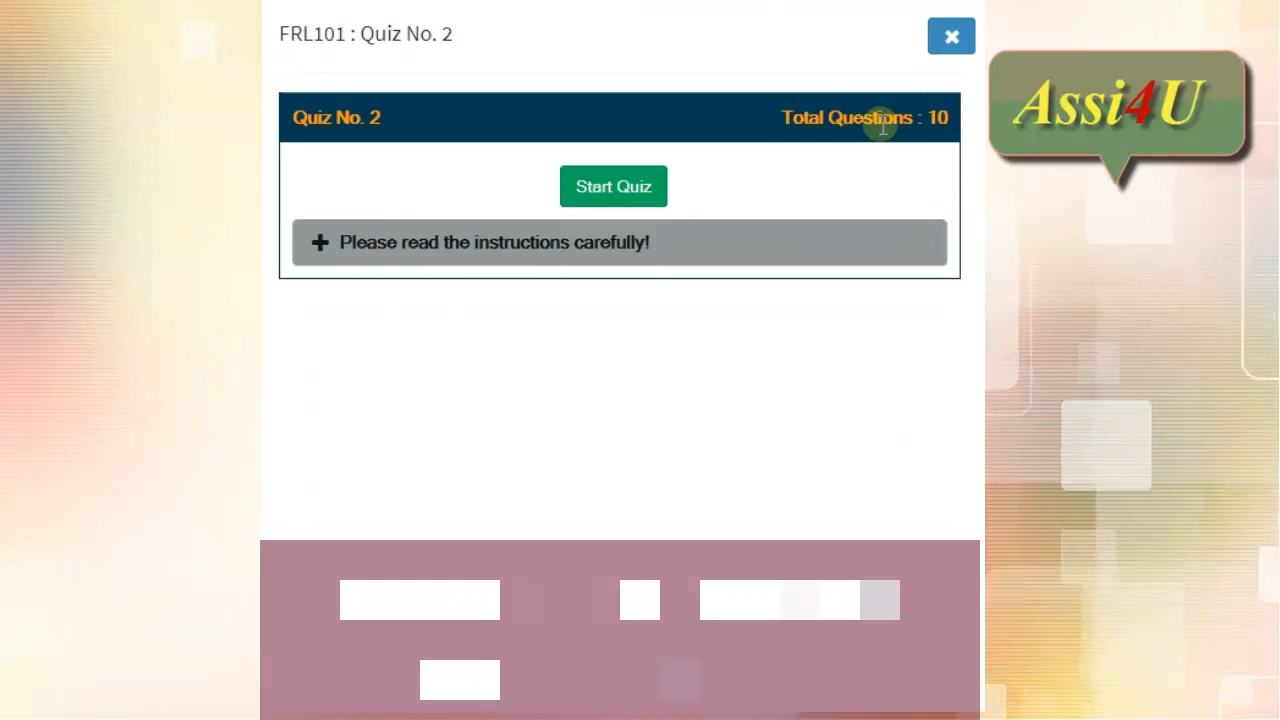 FRL101 : Quiz No. 2
Assi4U
Quiz No. 2
Total Questions : 10
Start Quiz
Please read the instructions carefully!